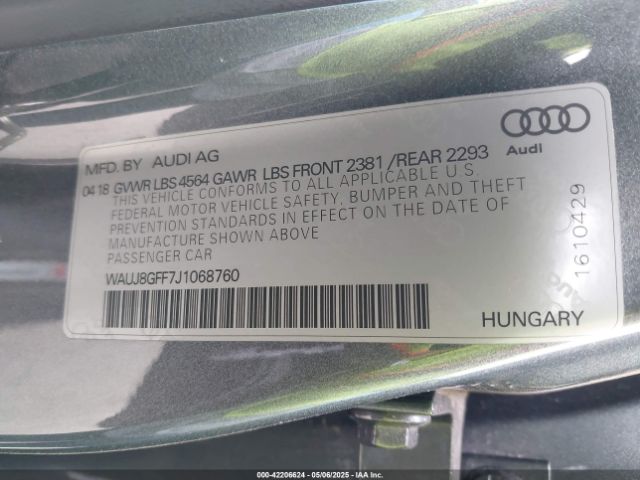 MFD. BY AUDI AG
04 18 GVWR LBS 4564 GAWR LBS FRONT 2381 / REAR 2293
THIS VEHICLE CONFORMS TO ALL APPLICABLE U.S.
FEDERAL MOTOR VEHICLE SAFETY, BUMPER AND THEFT
PREVENTION STANDARDS IN EFFECT ON THE DATE OF
MANUFACTURE SHOWN ABOVE
PASSENGER CAR
WAUJ8GFF7J1068760
HUNGARY
Audi
1610429
00-42206624 - 05/06/2025 - IAA Inc.